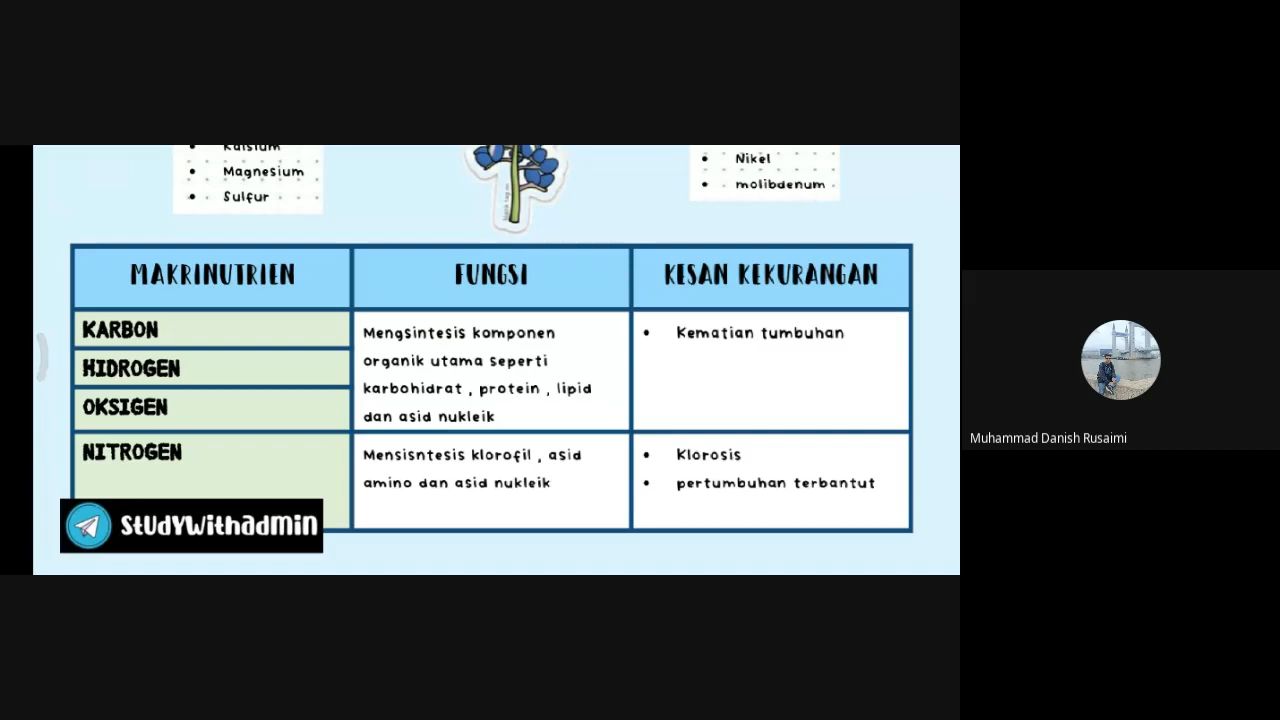 Kalsium
Magnesium
Sulfur
Nikel
molibdenum
MAKRINUTRIEN
FUNGSI
KESAN KEKURANGAN
KARBON
HIDROGEN
OKSIGEN
Mengsintesis komponen
organik utama seperti
karbohidrat , protein , lipid
dan asid nukleik
Kematian tumbuhan
NITROGEN
Mensisntesis klorofil , asid
amino dan asid nukleik
Klorosis
pertumbuhan terbantut
studywithadmin
Muhammad Danish Rusaimi